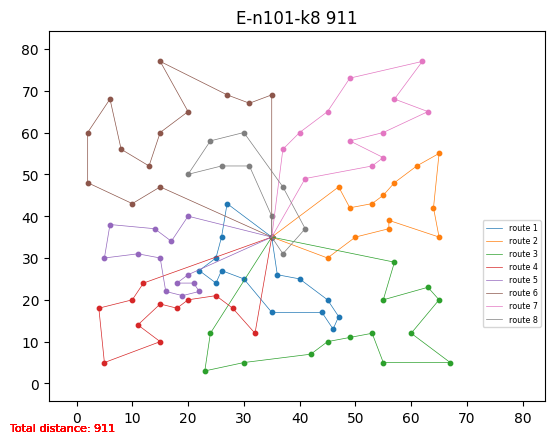 E-n101-k8 911
80
70
60
50
40
30
20
10
0
route 1
route 2
route 3
route 4
route 5
route 6
route 7
route 8
0 10 20 30 40 50 60 70 80
Total distance: 911